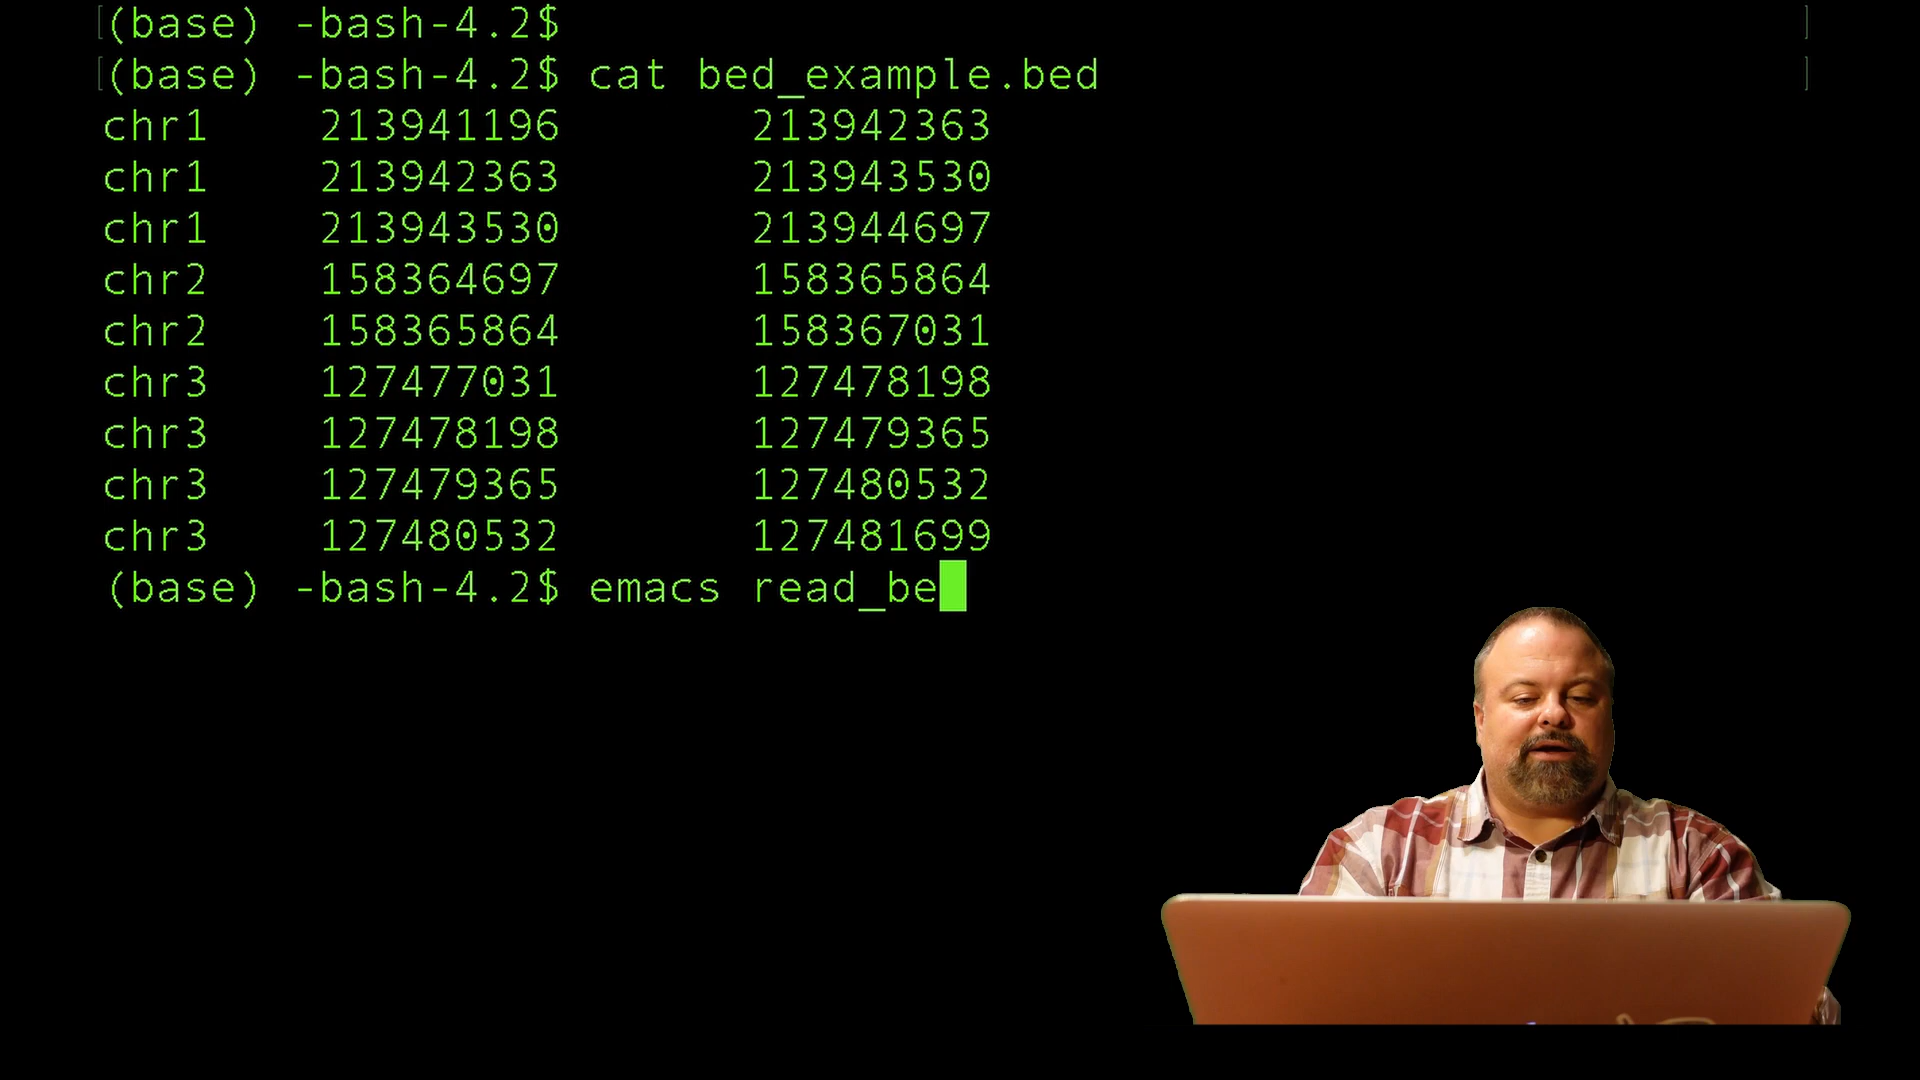 [(base) -bash-4.2$ ]
[(base) -bash-4.2$ cat bed_example.bed ]
chr1 213941196 213942363
chr1 213942363 213943530
chr1 213943530 213944697
chr2 158364697 158365864
chr2 158365864 158367031
chr3 127477031 127478198
chr3 127478198 127479365
chr3 127479365 127480532
chr3 127480532 127481699
(base) -bash-4.2$ emacs read_be